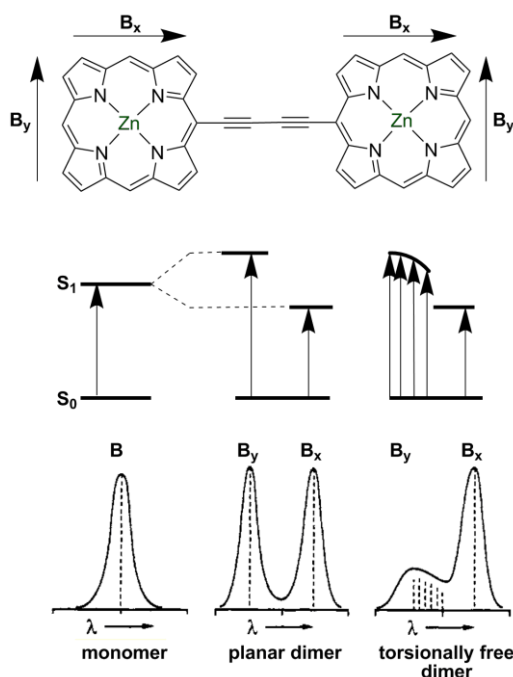 Bx Bx
By By
N N N N
Zn Zn
N N N N
S1
S0
B By Bx By Bx
λ λ λ
monomer planar dimer torsionally free
dimer